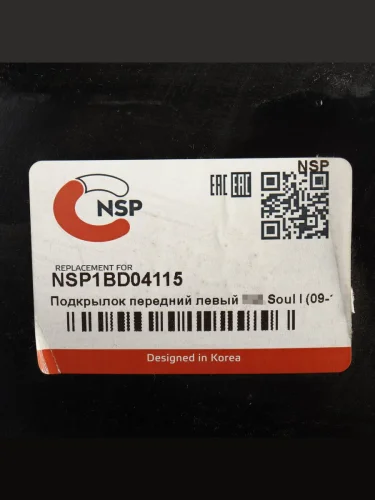 NSP
EAC EAC
NSP
REPLACEMENT FOR
NSP1BD04115
Подкрылок передний левый Soul I (09-
Designed in Korea